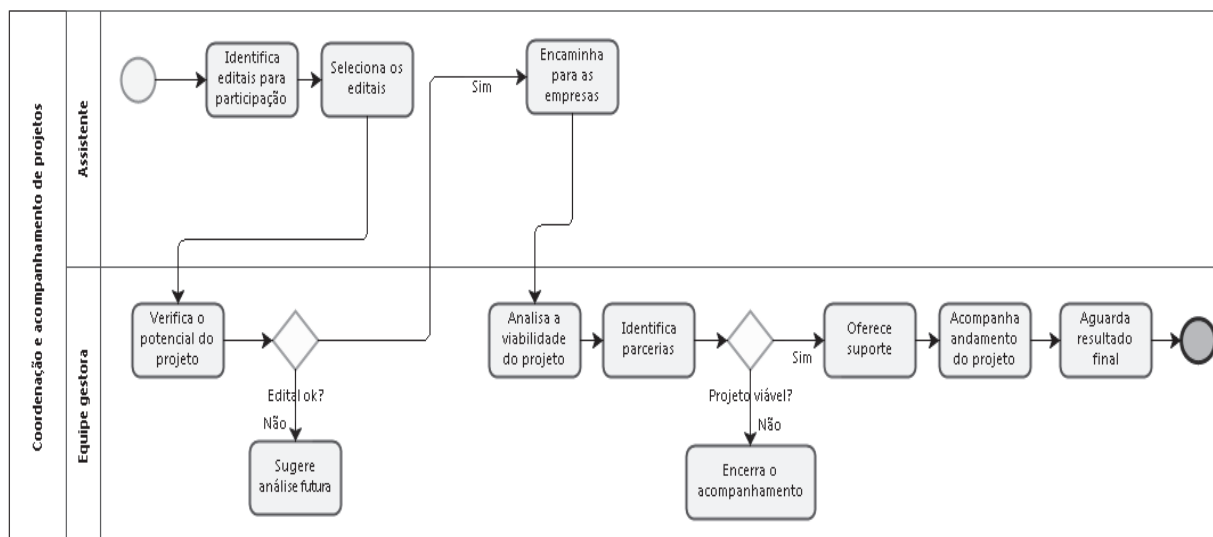 Coordenação e acompanhamento de projetos
Assistente
Identifica
editais para
participação
Seleciona os
editais
Sim
Encaminha
para as
empresas
Equipe gestora
Verifica o
potencial do
projeto
Edital ok?
Não
Sugere
análise futura
Analisa a
viabilidade
do projeto
Identifica
parcerias
Projeto viável?
Sim
Não
Encerra o
acompanhamento
Oferece
suporte
Acompanha
andamento
do projeto
Aguarda
resultado
final